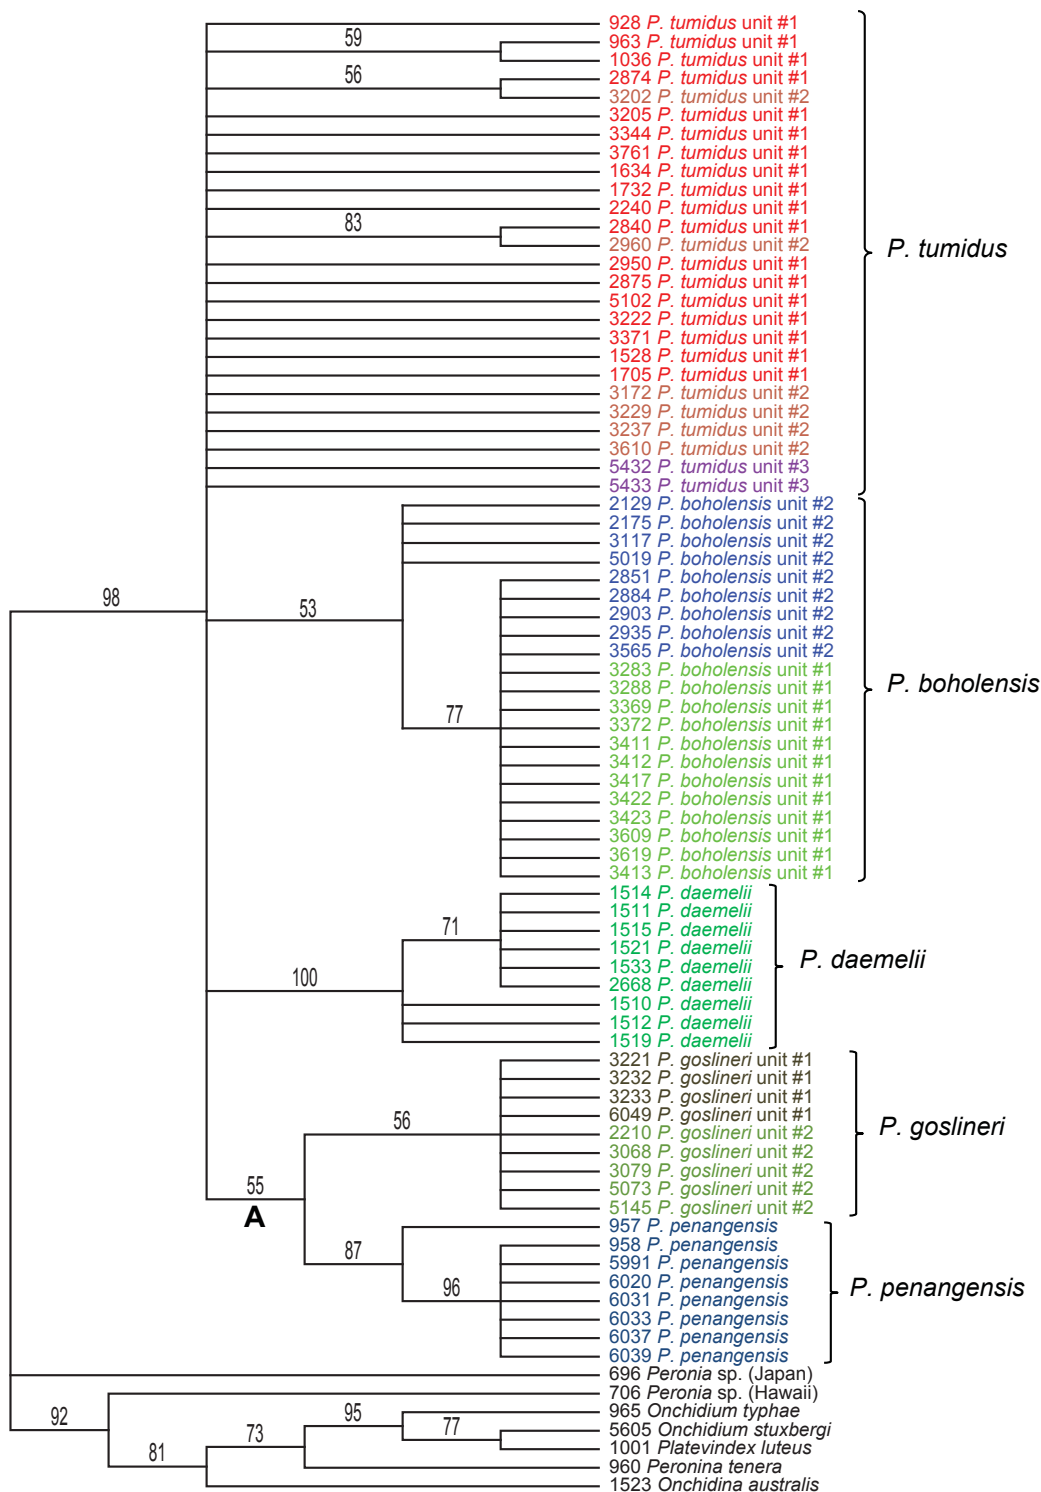 928 P. tumidus unit #1
59
963 P. tumidus unit #1
1036 P. tumidus unit #1
56
2874 P. tumidus unit #1
3202 P. tumidus unit #2
3205 P. tumidus unit #1
3344 P. tumidus unit #1
3761 P. tumidus unit #1
1634 P. tumidus unit #1
1732 P. tumidus unit #1
2240 P. tumidus unit #1
83
2840 P. tumidus unit #1
2960 P. tumidus unit #2
P. tumidus
2950 P. tumidus unit #1
2875 P. tumidus unit #1
5102 P. tumidus unit #1
3222 P. tumidus unit #1
3371 P. tumidus unit #1
1528 P. tumidus unit #1
1705 P. tumidus unit #1
3172 P. tumidus unit #2
3229 P. tumidus unit #2
3237 P. tumidus unit #2
3610 P. tumidus unit #2
5432 P. tumidus unit #3
5433 P. tumidus unit #3
2129 P. boholensis unit #2
2175 P. boholensis unit #2
3117 P. boholensis unit #2
5019 P. boholensis unit #2
2851 P. boholensis unit #2
2884 P. boholensis unit #2
98
53
2903 P. boholensis unit #2
2935 P. boholensis unit #2
3565 P. boholensis unit #2
3283 P. boholensis unit #1
3288 P. boholensis unit #1
P. boholensis
3369 P. boholensis unit #1
77
3372 P. boholensis unit #1
3411 P. boholensis unit #1
3412 P. boholensis unit #1
3417 P. boholensis unit #1
3422 P. boholensis unit #1
3423 P. boholensis unit #1
3609 P. boholensis unit #1
3619 P. boholensis unit #1
3413 P. boholensis unit #1
1514 P. daemelii
1511 P. daemelii
71
1515 P. daemelii
1521 P. daemelii
P. daemelii
1533 P. daemelii
100
2668 P. daemelii
1510 P. daemelii
1512 P. daemelii
1519 P. daemelii
3221 P. goslineri unit #1
3232 P. goslineri unit #1
3233 P. goslineri unit #1
6049 P. goslineri unit #1
56
P. goslineri
2210 P. goslineri unit #2
3068 P. goslineri unit #2
3079 P. goslineri unit #2
55
5073 P. goslineri unit #2
5145 P. goslineri unit #2
A
957 P. penangensis
958 P. penangensis
87
5991 P. penangensis
6020 P. penangensis
96
P. penangensis
6031 P. penangensis
6033 P. penangensis
6037 P. penangensis
6039 P. penangensis
696 Peronia sp. (Japan)
706 Peronia sp. (Hawaii)
92
95
965 Onchidium typhae
77
5605 Onchidium stuxbergi
73
1001 Platevindex luteus
81
960 Peronina tenera
1523 Onchidina australis